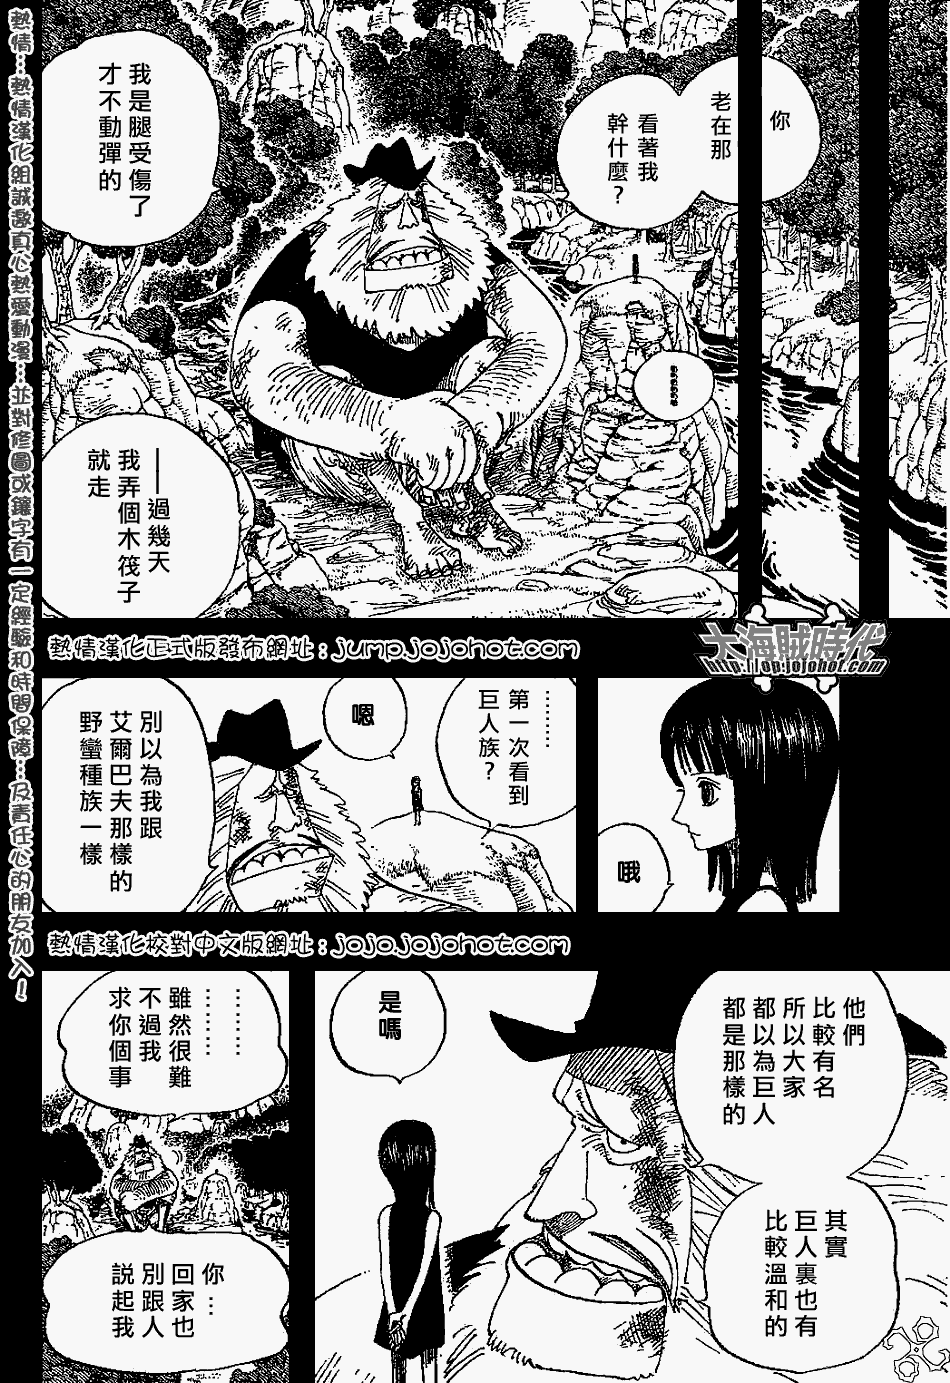 你
老在那
看著我
幹什麼？
我是腿受傷了
才不動彈的
——過幾天
我弄個木筏子
就走
熱情漢化正式版發布網址：jump.jojohot.com
大海賊時代
http://op.jojohot.com
哦
………
第一次看到
巨人族？
嗯
別以為我跟
艾爾巴夫那樣的
野蠻種族一樣
熱情漢化校對中文版網址：jojo.jojohot.com
他們
比較有名
所以大家
都以為巨人
都是那樣的
其實
巨人裏也有
比較溫和的
是嗎
………
………
雖然很難
不過我
求你個事
你…
回家也
別跟人
説起我
熱情…熱情漢化組誠邀真心熱愛動漫…並對修圖或鑲字有一定經驗和時間保障…及責任心的朋友加入！